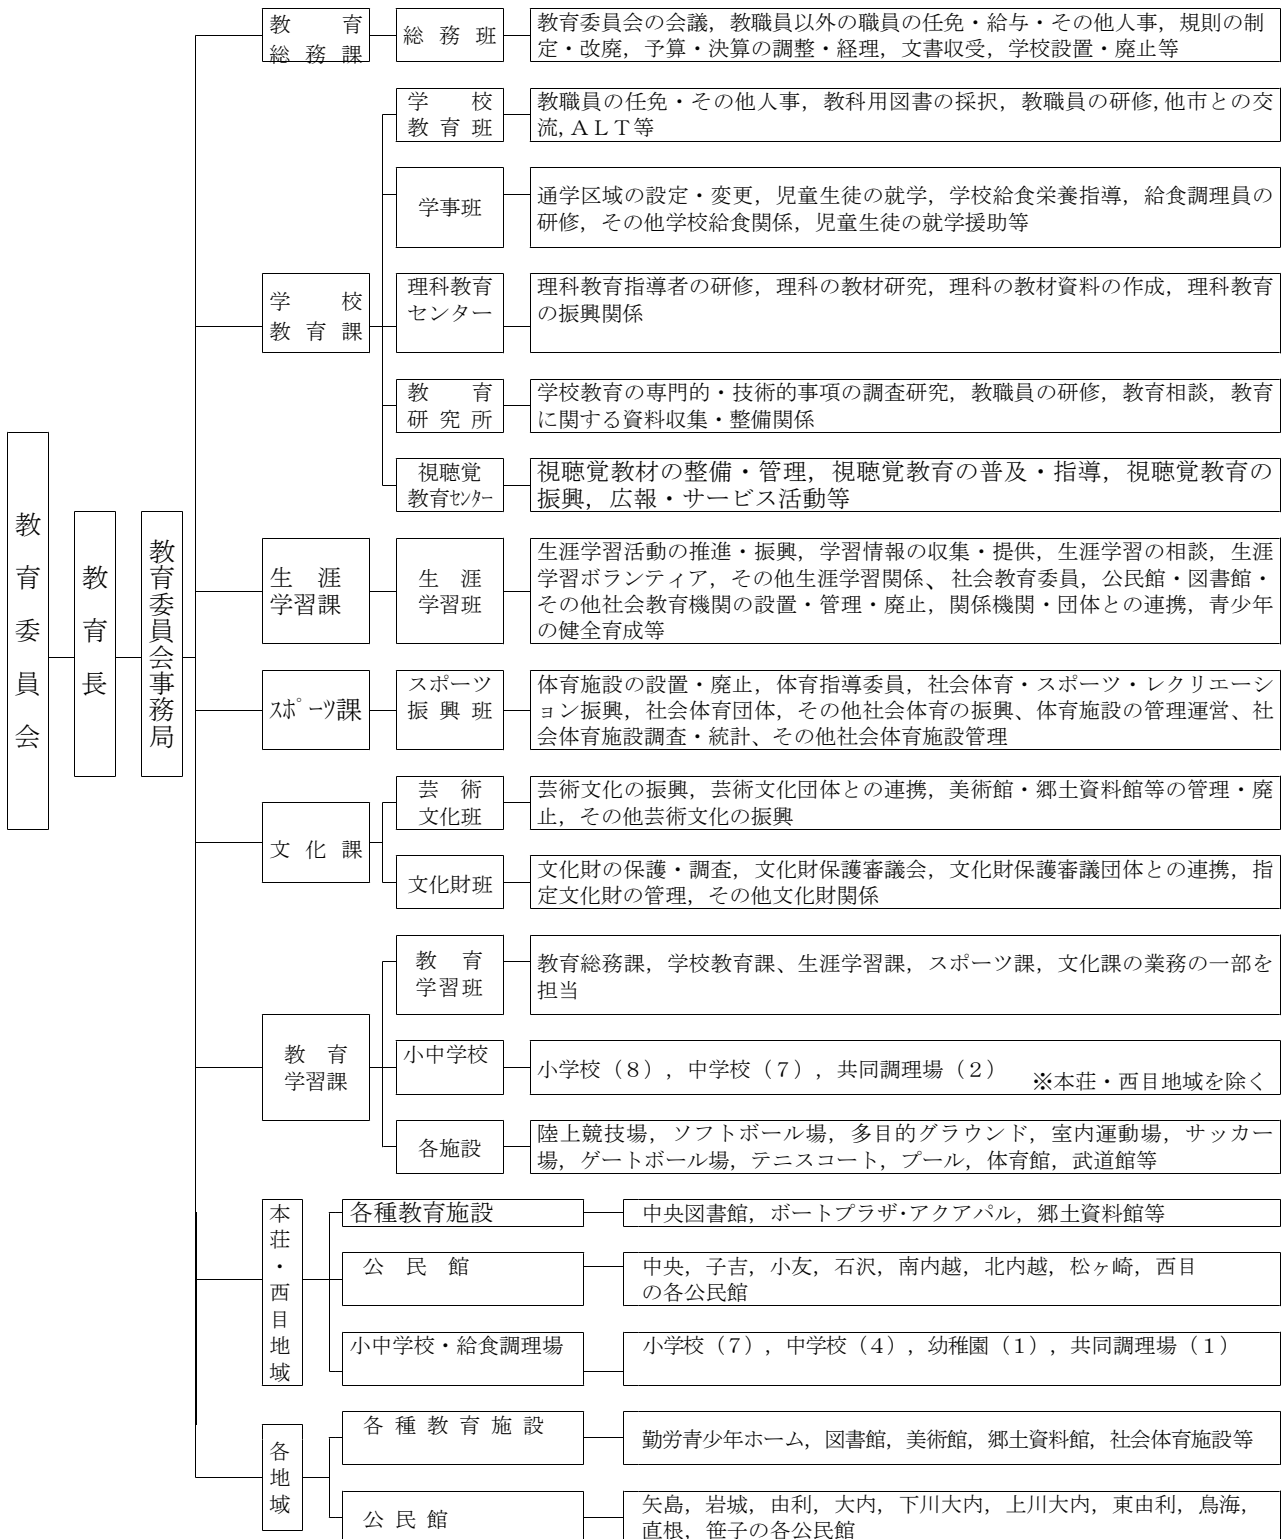 教育委員会
教育長
教育委員会事務局
教育
総務課
総務班
教育委員会の会議，教職員以外の職員の任免・給与・その他人事，規則の制
定・改廃，予算・決算の調整・経理，文書収受，学校設置・廃止等
学校
教育課
学校
教育班
教職員の任免・その他人事，教科用図書の採択，教職員の研修,他市との交
流,ＡＬＴ等
学事班
通学区域の設定・変更，児童生徒の就学，学校給食栄養指導，給食調理員の
研修，その他学校給食関係，児童生徒の就学援助等
理科教育
センター
理科教育指導者の研修，理科の教材研究，理科の教材資料の作成，理科教育
の振興関係
教育
研究所
学校教育の専門的・技術的事項の調査研究，教職員の研修，教育相談，教育
に関する資料収集・整備関係
視聴覚
教育ｾﾝﾀｰ
視聴覚教材の整備・管理，視聴覚教育の普及・指導，視聴覚教育の
振興，広報・サービス活動等
生涯
学習課
生涯
学習班
生涯学習活動の推進・振興，学習情報の収集・提供，生涯学習の相談，生涯
学習ボランティア，その他生涯学習関係、社会教育委員，公民館・図書館・
その他社会教育機関の設置・管理・廃止，関係機関・団体との連携，青少年
の健全育成等
ｽﾎﾟｰﾂ課
スポーツ
振興班
体育施設の設置・廃止，体育指導委員，社会体育・スポーツ・レクリエーシ
ョン振興，社会体育団体，その他社会体育の振興、体育施設の管理運営、社
会体育施設調査・統計、その他社会体育施設管理
文化課
芸術
文化班
芸術文化の振興，芸術文化団体との連携，美術館・郷土資料館等の管理・廃
止，その他芸術文化の振興
文化財班
文化財の保護・調査，文化財保護審議会，文化財保護審議団体との連携，指
定文化財の管理，その他文化財関係
教育
学習課
教育
学習班
教育総務課，学校教育課、生涯学習課，スポーツ課，文化課の業務の一部を
担当
小中学校
小学校（８），中学校（７），共同調理場（２）　※本荘・西目地域を除く
各施設
陸上競技場，ソフトボール場，多目的グラウンド，室内運動場，サッカー
場，ゲートボール場，テニスコート，プール，体育館，武道館等
本荘・西目地域
各種教育施設
中央図書館，ボートプラザ･アクアパル，郷土資料館等
公民館
中央，子吉，小友，石沢，南内越，北内越，松ヶ崎，西目
の各公民館
小中学校・給食調理場
小学校（７），中学校（４），幼稚園（１），共同調理場（１）
各地域
各種教育施設
勤労青少年ホーム，図書館，美術館，郷土資料館，社会体育施設等
公民館
矢島，岩城，由利，大内，下川大内，上川大内，東由利，鳥海，
直根，笹子の各公民館